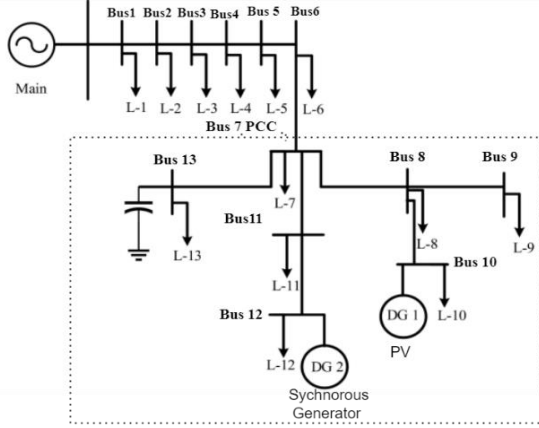 Bus1 Bus2 Bus3 Bus4 Bus 5 Bus6
Main
L-1 L-2 L-3 L-4 L-5 L-6
Bus 7 PCC
Bus 13 Bus 8 Bus 9
L-7
Bus11
L-13 L-8 L-9
Bus 10
L-11
Bus 12 DG 1 L-10
PV
L-12 DG 2
Sychnorous
Generator